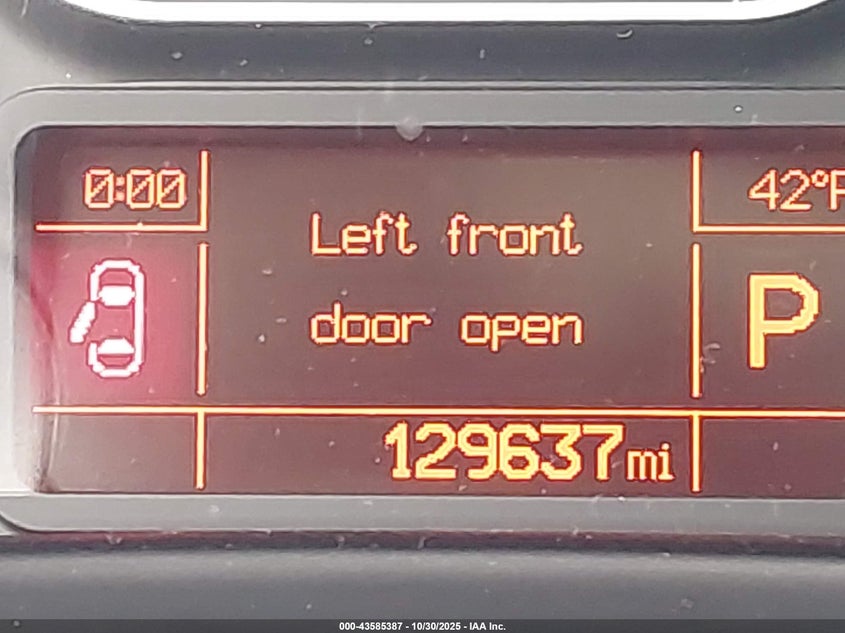 0:00
42°F
Left front
door open
P
129637mi
000-43585387 - 10/30/2025 - IAA Inc.